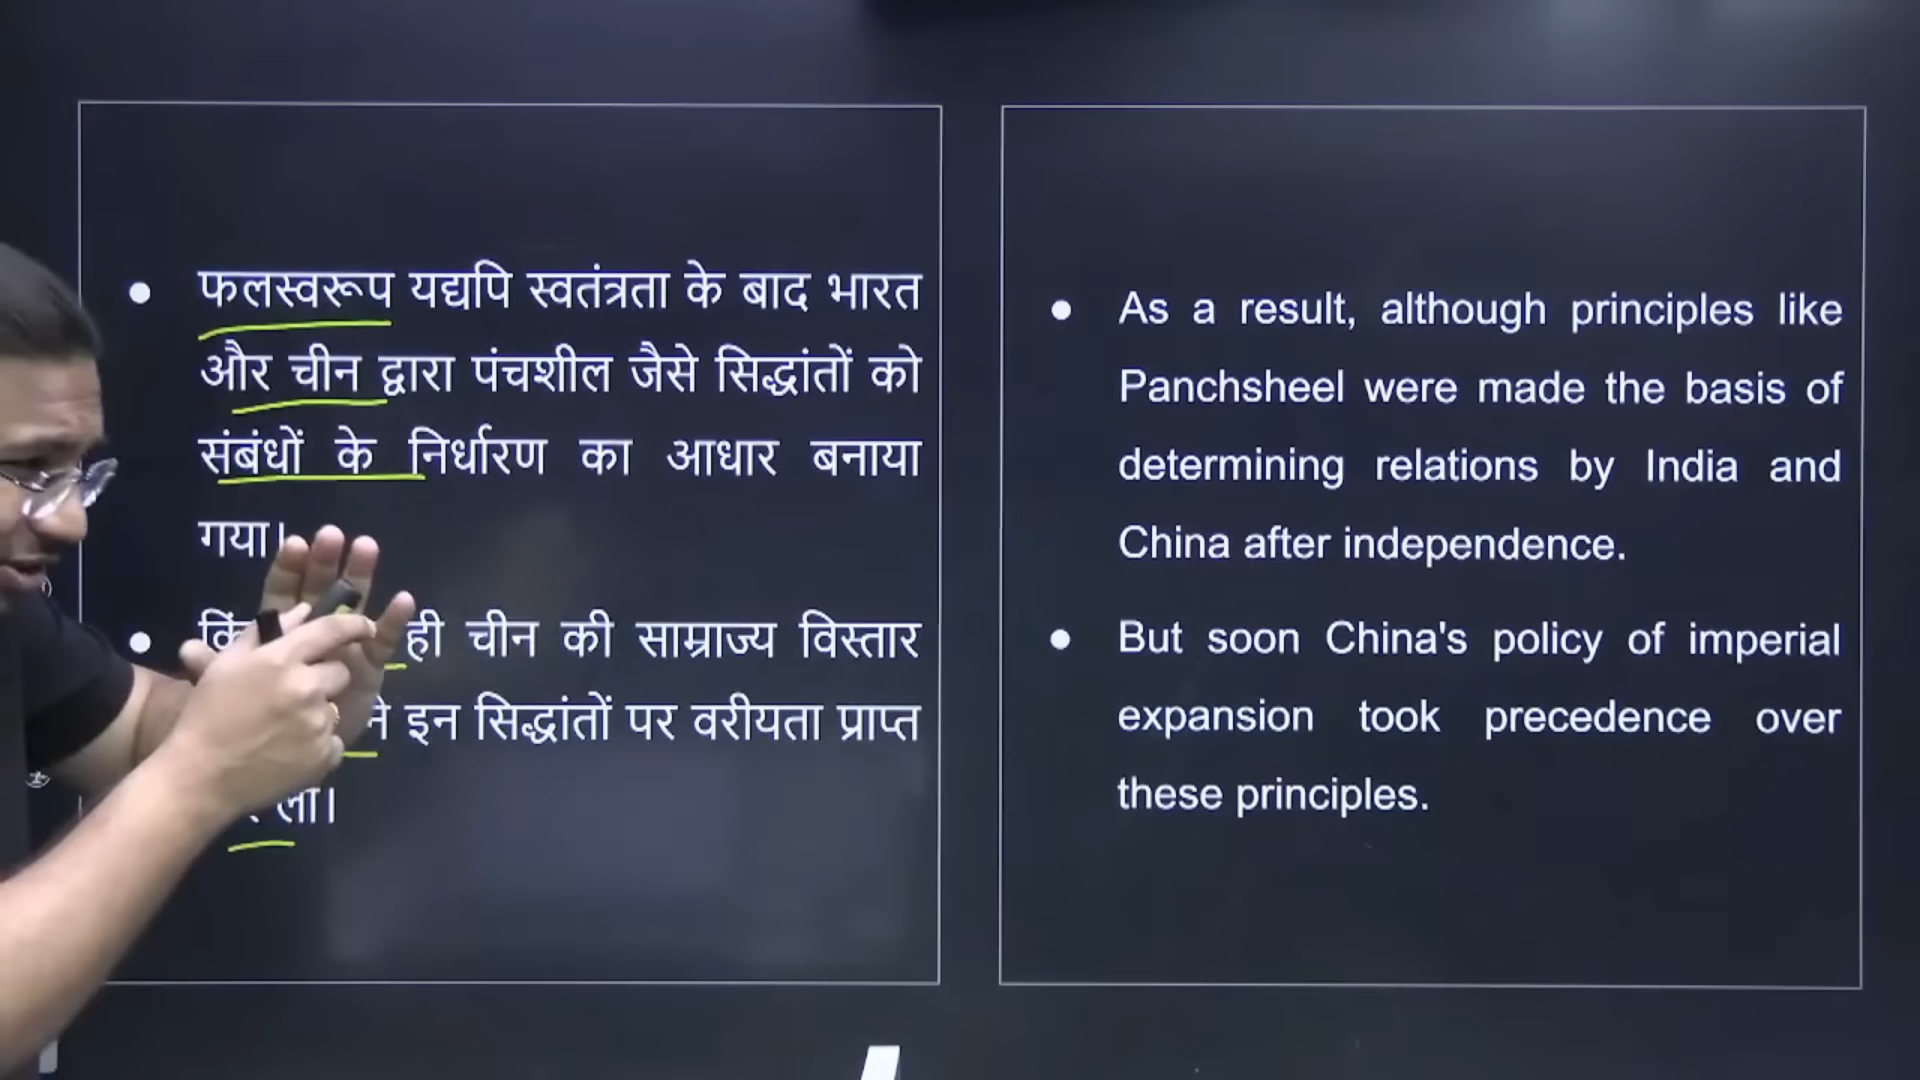 फलस्वरूप यद्यपि स्वतंत्रता के बाद भारत
और चीन द्वारा पंचशील जैसे सिद्धांतों को
संबंधों के निर्धारण का आधार बनाया
गया।
ही चीन की साम्राज्य विस्तार
इन सिद्धांतों पर वरीयता प्राप्त
ली।
As a result, although principles like
Panchsheel were made the basis of
determining relations by India and
China after independence.
But soon China's policy of imperial
expansion took precedence over
these principles.